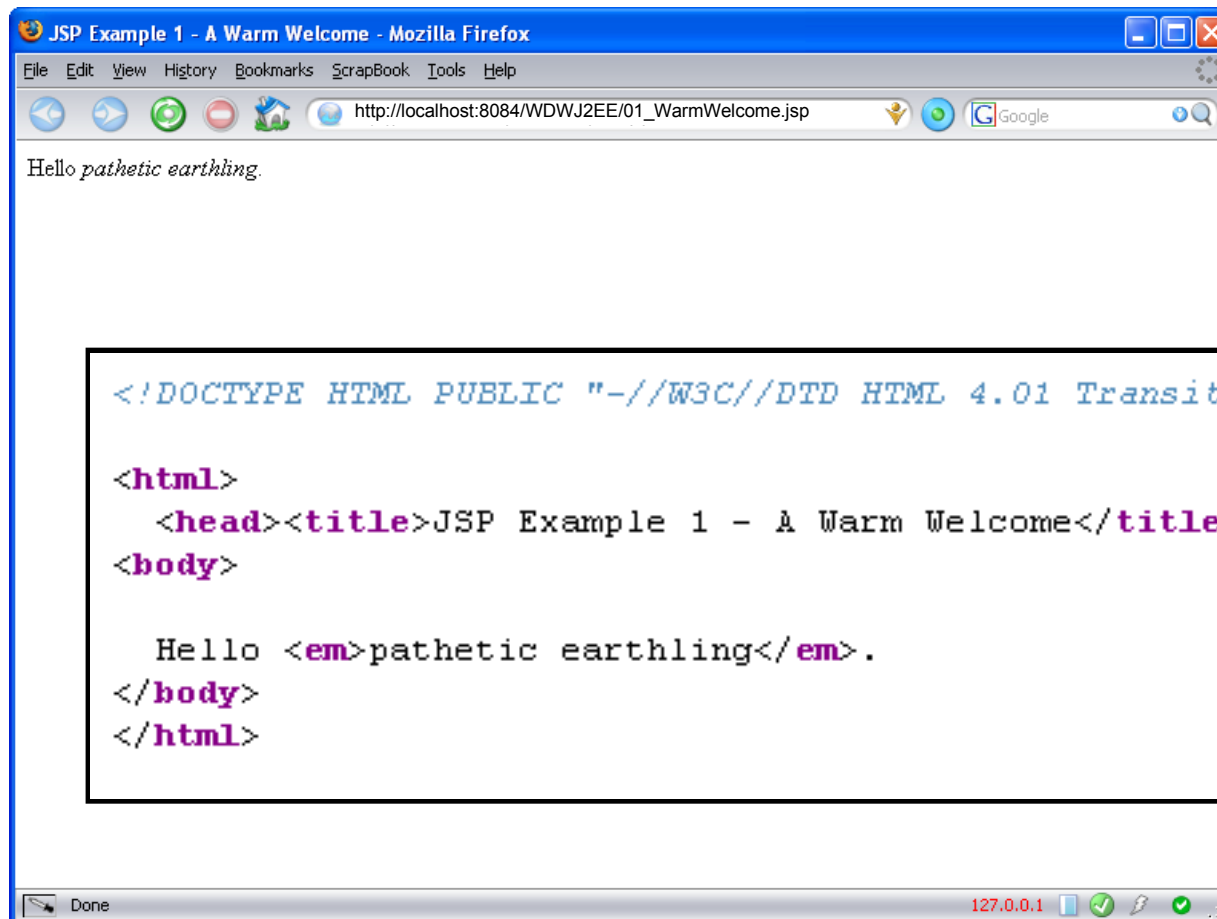 JSP Example 1 - A Warm Welcome - Mozilla Firefox
File Edit View History Bookmarks ScrapBook Tools Help
http://localhost:8084/WDWJ2EE/01_WarmWelcome.jsp G Google
Hello pathetic earthling.
<!DOCTYPE HTML PUBLIC "-//W3C//DTD HTML 4.01 Transit
<html>
<head><title>JSP Example 1 - A Warm Welcome</title
<body>
Hello <em>pathetic earthling</em>.
</body>
</html>
Done 127.0.0.1